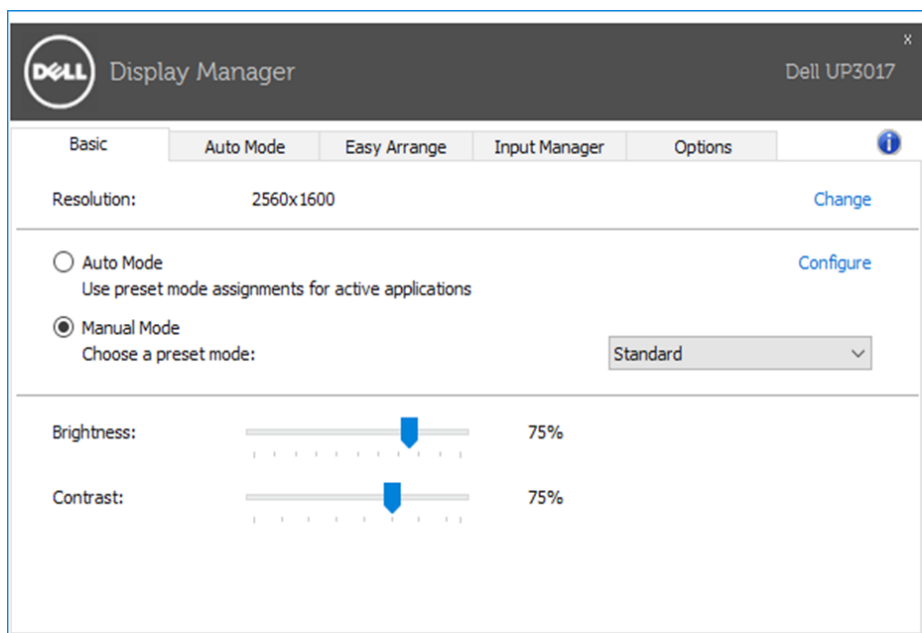 x
DELL Display Manager Dell UP3017
Basic Auto Mode Easy Arrange Input Manager Options i
Resolution: 2560x1600 Change
Auto Mode Configure
Use preset mode assignments for active applications
Manual Mode
Choose a preset mode: Standard
Brightness: 75%
Contrast: 75%